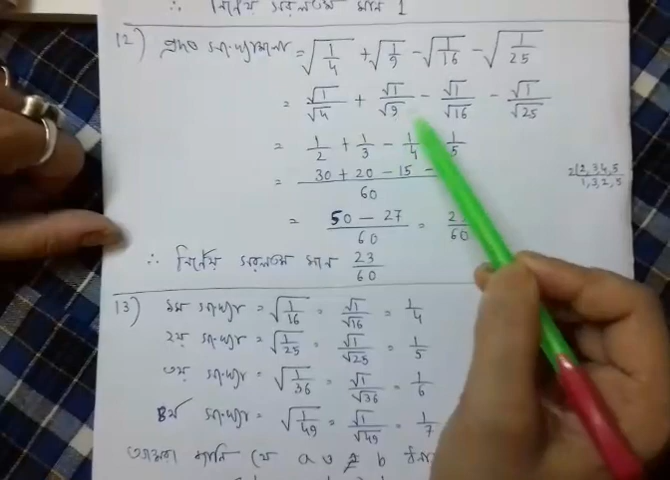 ∴ নির্ণেয় সরলতম মান 1
12) প্রদত্ত সংখ্যামালা = √(1/4) + √(1/9) - √(1/16) - √(1/25)
= √1/√4 + √1/√9 - √1/√16 - √1/√25
= 1/2 + 1/3 - 1/4 1/5
= (30 + 20 - 15 -)/60
2 | 2, 3, 4, 5
1, 3, 2, 5
= (50 - 27)/60 = /60
∴ নির্ণেয় সরলতম মান 23/60
13) ১ম সংখ্যা = √(1/16) = √1/√16 = 1/4
২য় সংখ্যা = √(1/25) = √1/√25 = 1/5
৩য় সংখ্যা = √(1/36) = √1/√36 = 1/6
৪র্থ সংখ্যা = √(1/49) = √1/√49 = 1/7
আমরা জানি যে a ও b